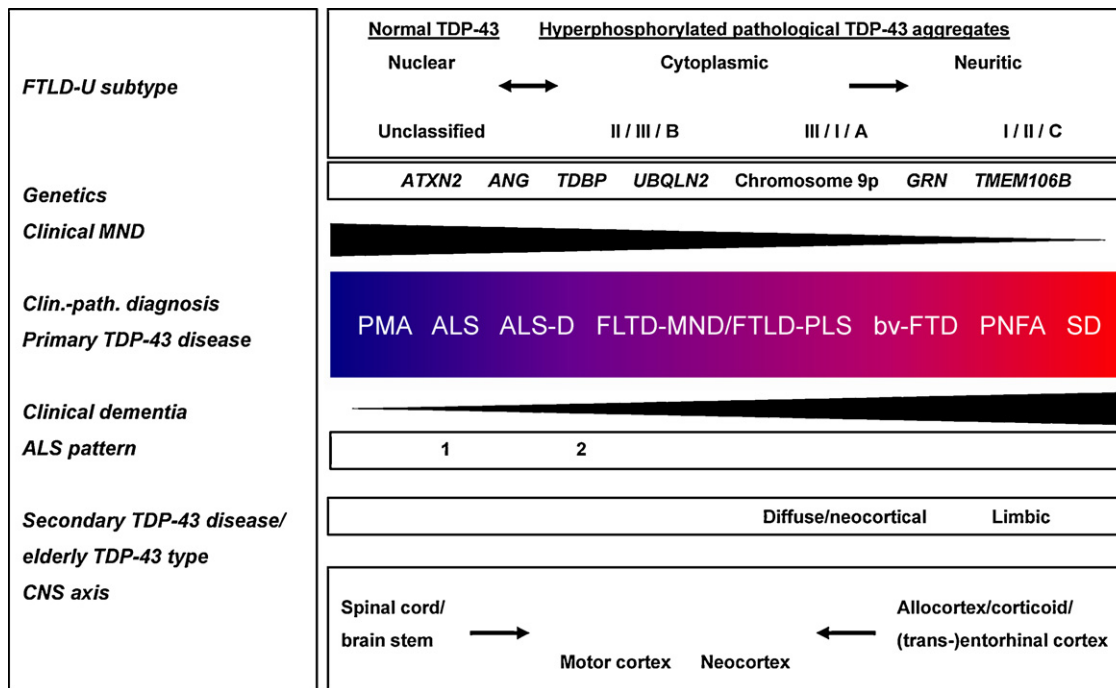 Normal TDP-43 Hyperphosphorylated pathological TDP-43 aggregates
Nuclear Cytoplasmic Neuritic
FTLD-U subtype
Unclassified II / III / B III / I / A I / II / C
ATXN2 ANG TDBP UBQLN2 Chromosome 9p GRN TMEM106B
Genetics
Clinical MND
Clin.-path. diagnosis
Primary TDP-43 disease
PMA ALS ALS-D FLTD-MND/FTLD-PLS bv-FTD PNFA SD
Clinical dementia
ALS pattern
1 2
Secondary TDP-43 disease/
elderly TDP-43 type
CNS axis
Diffuse/neocortical Limbic
Spinal cord/
brain stem
Allocortex/corticoid/
(trans-)entorhinal cortex
Motor cortex Neocortex